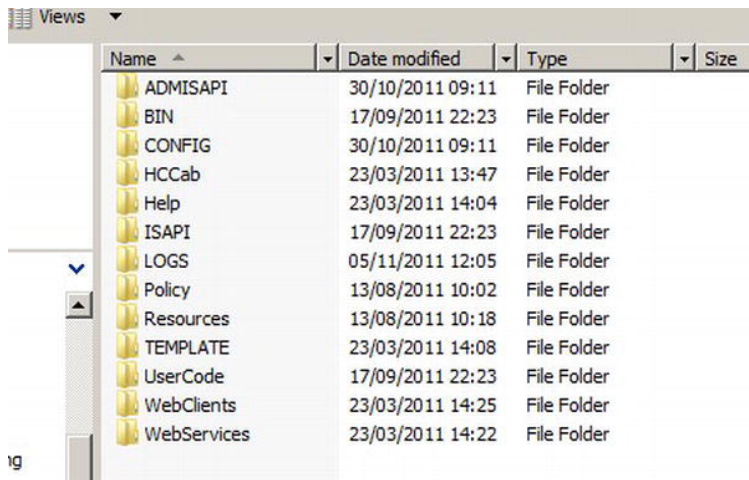 Views
Name Date modified Type Size
ADMISAPI 30/10/2011 09:11 File Folder
BIN 17/09/2011 22:23 File Folder
CONFIG 30/10/2011 09:11 File Folder
HCCab 23/03/2011 13:47 File Folder
Help 23/03/2011 14:04 File Folder
ISAPI 17/09/2011 22:23 File Folder
LOGS 05/11/2011 12:05 File Folder
Policy 13/08/2011 10:02 File Folder
Resources 13/08/2011 10:18 File Folder
TEMPLATE 23/03/2011 14:08 File Folder
UserCode 17/09/2011 22:23 File Folder
WebClients 23/03/2011 14:25 File Folder
WebServices 23/03/2011 14:22 File Folder